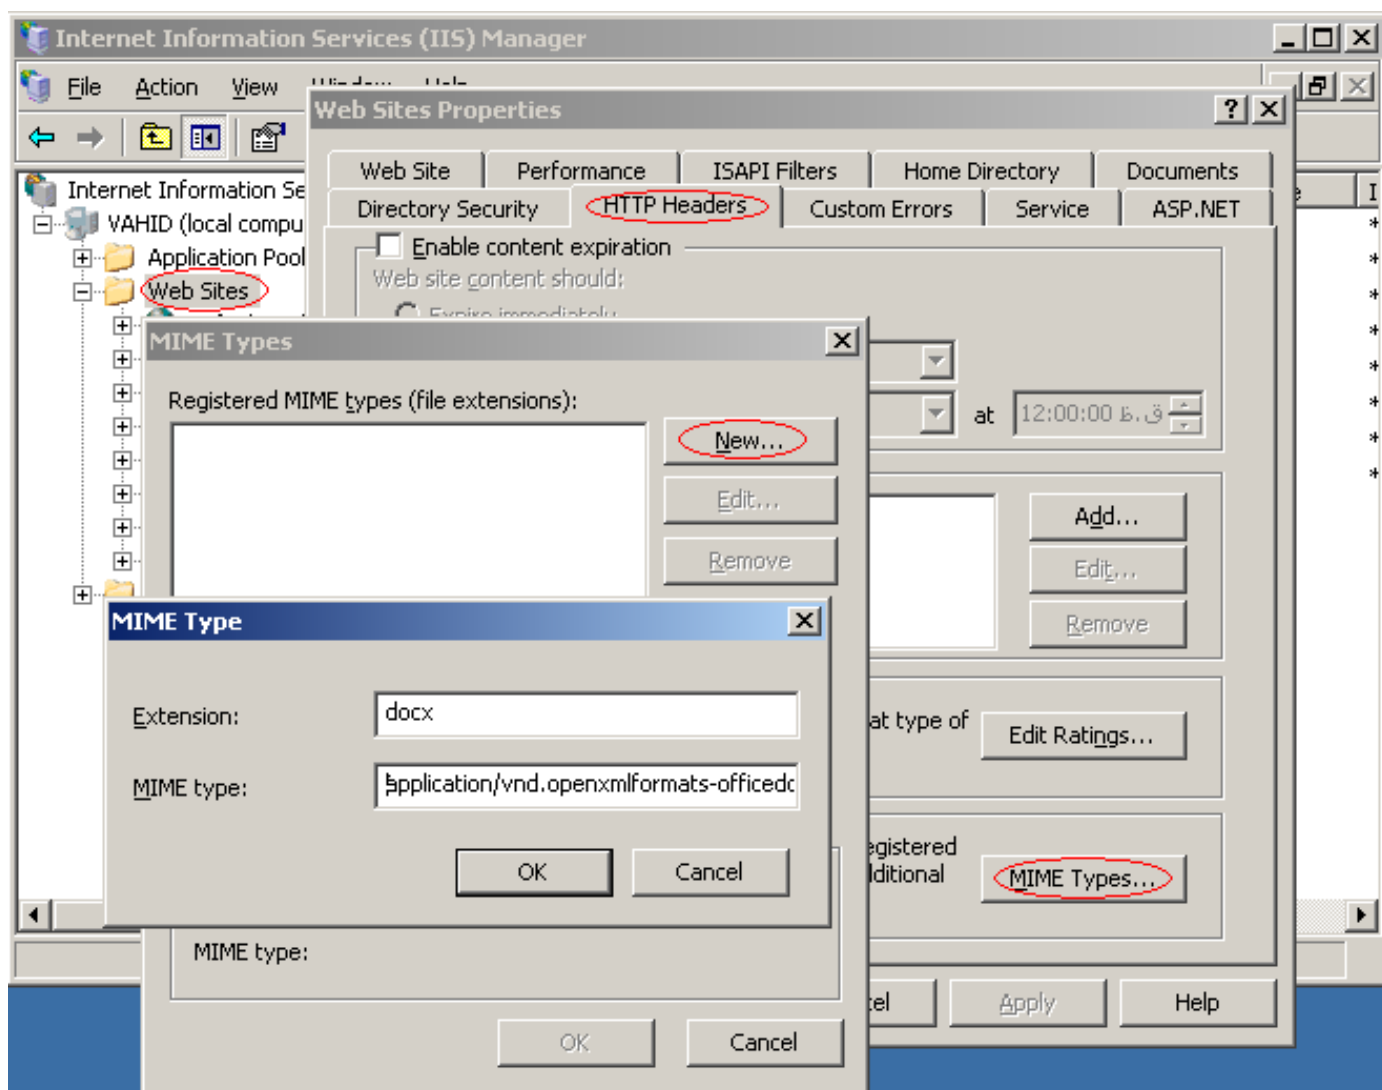 Internet Information Services (IIS) Manager
File Action View
Web Sites Properties
Web Site Performance ISAPI Filters Home Directory Documents
Directory Security HTTP Headers Custom Errors Service ASP.NET
Internet Information Se
VAHID (local compu
Application Pool
Web Sites
Enable content expiration
Web site content should:
Expire immediately
at 12:00:00 ق.ظ
Add...
Edit...
Remove
at type of
Edit Ratings...
egistered
ditional
MIME Types...
Apply
Help
MIME Types
Registered MIME types (file extensions):
New...
Edit...
Remove
MIME type:
OK Cancel
MIME Type
Extension: docx
MIME type: application/vnd.openxmlformats-officedc
OK Cancel